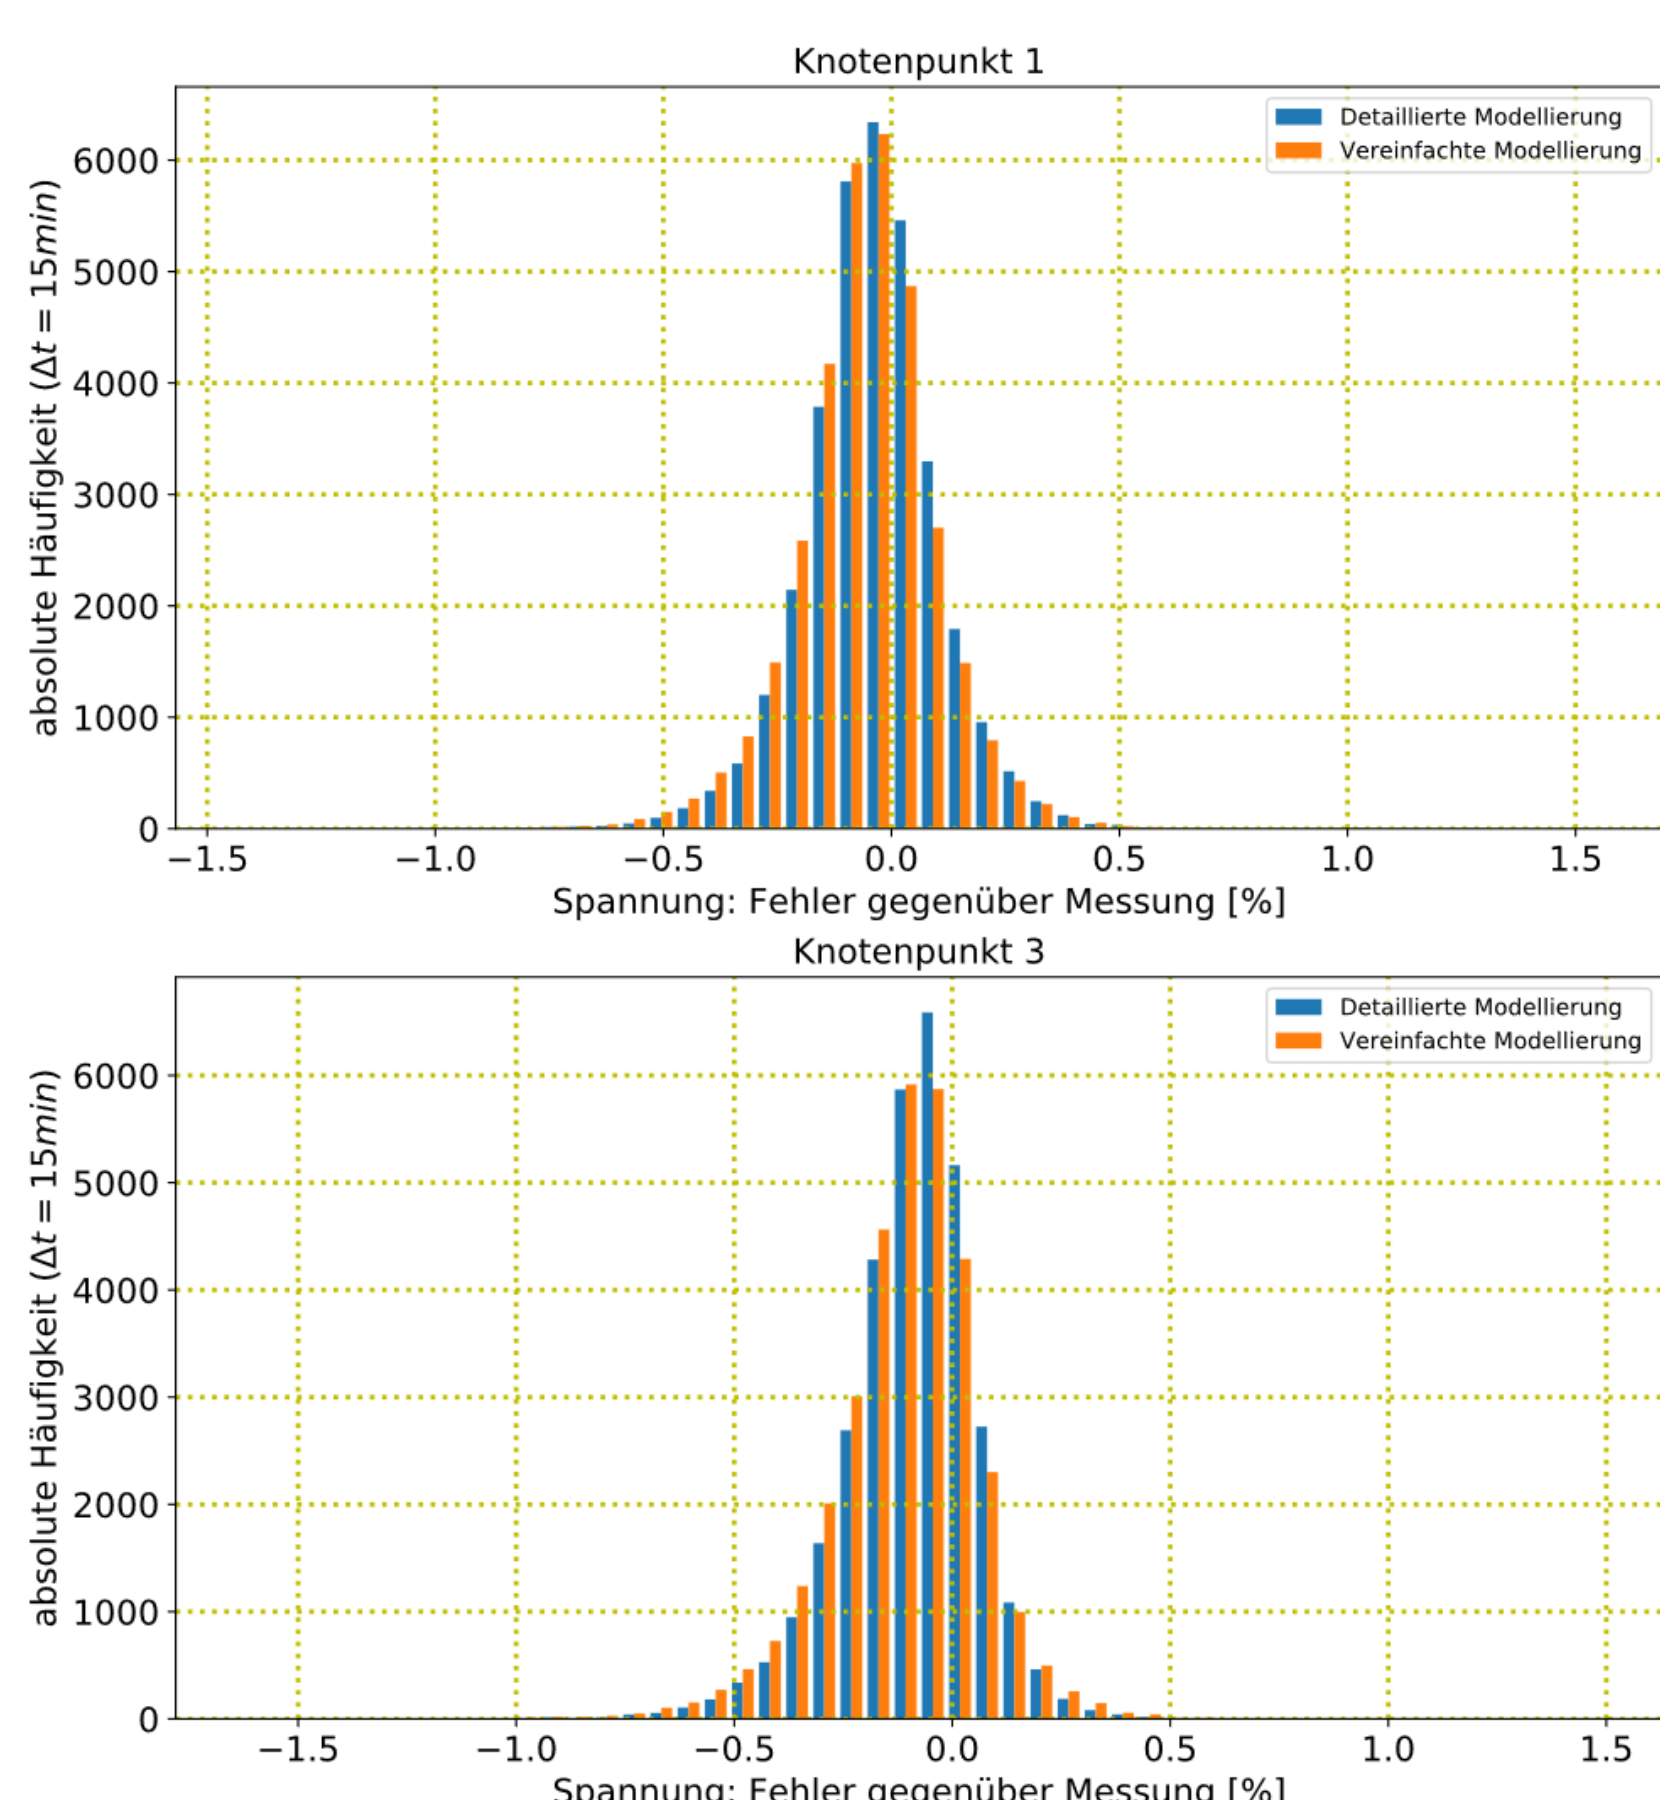 Knotenpunkt 1
Detaillierte Modellierung
Vereinfachte Modellierung
absolute Häufigkeit (Δt = 15min)
6000
5000
4000
3000
2000
1000
0
−1.5 −1.0 −0.5 0.0 0.5 1.0 1.5
Spannung: Fehler gegenüber Messung [%]
Knotenpunkt 3
Detaillierte Modellierung
Vereinfachte Modellierung
absolute Häufigkeit (Δt = 15min)
6000
5000
4000
3000
2000
1000
0
−1.5 −1.0 −0.5 0.0 0.5 1.0 1.5
Spannung: Fehler gegenüber Messung [%]